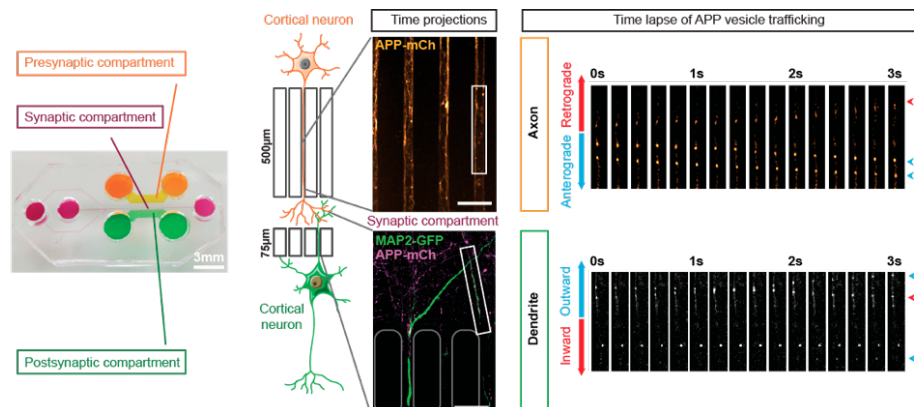 Presynaptic compartment
Synaptic compartment
3mm
Postsynaptic compartment
Cortical neuron
500µm
75µm
Cortical
neuron
Time projections
APP-mCh
Synaptic compartment
MAP2-GFP
APP-mCh
Time lapse of APP vesicle trafficking
Axon
Retrograde
Anterograde
0s 1s 2s 3s
Dendrite
Outward
Inward
0s 1s 2s 3s